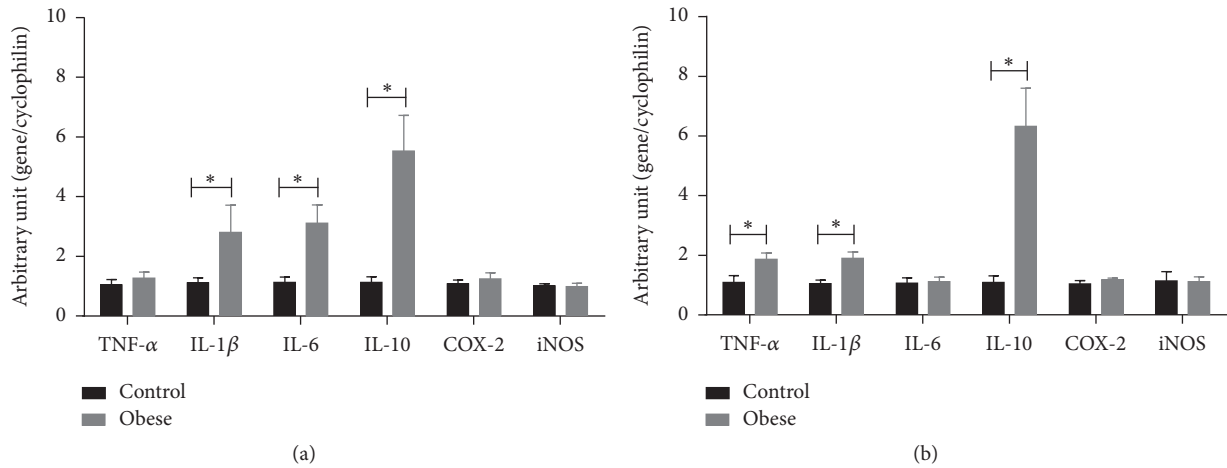 Arbitrary unit (gene/cyclophilin)
10
8
6
4
2
0
*
*
*
TNF-α IL-1β IL-6 IL-10 COX-2 iNOS
Control
Obese
(a)
Arbitrary unit (gene/cyclophilin)
10
8
6
4
2
0
*
*
*
TNF-α IL-1β IL-6 IL-10 COX-2 iNOS
Control
Obese
(b)